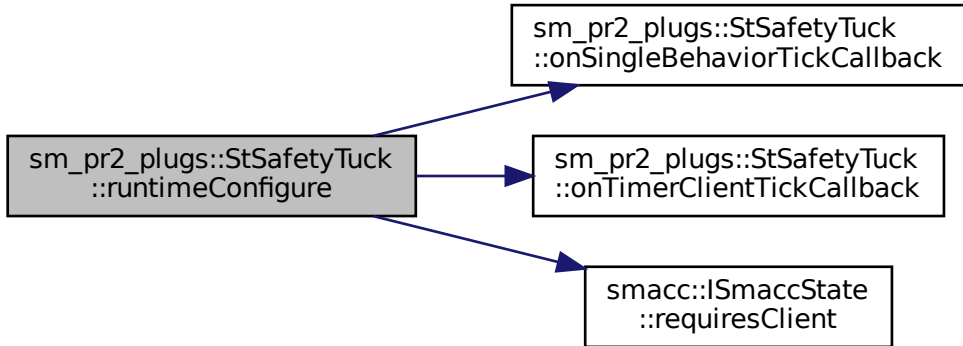 sm_pr2_plugs::StSafetyTuck
::runtimeConfigure
sm_pr2_plugs::StSafetyTuck
::onSingleBehaviorTickCallback
sm_pr2_plugs::StSafetyTuck
::onTimerClientTickCallback
smacc::ISmaccState
::requiresClient